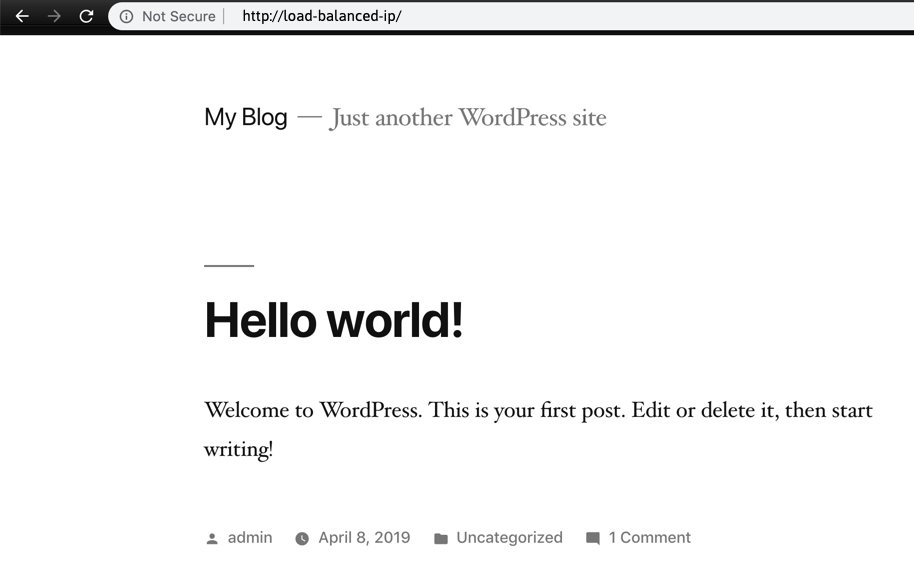 Not Secure | http://load-balanced-ip/
My Blog — Just another WordPress site
Hello world!
Welcome to WordPress. This is your first post. Edit or delete it, then start
writing!
admin April 8, 2019 Uncategorized 1 Comment